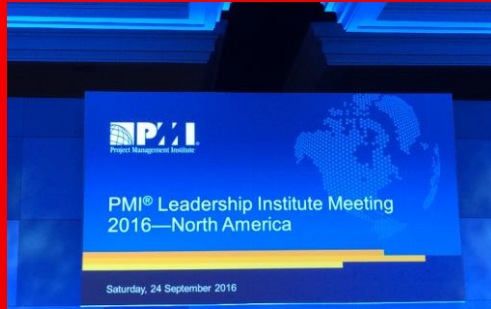 PMI®
Project Management Institute
PMI® Leadership Institute Meeting
2016—North America
Saturday, 24 September 2016